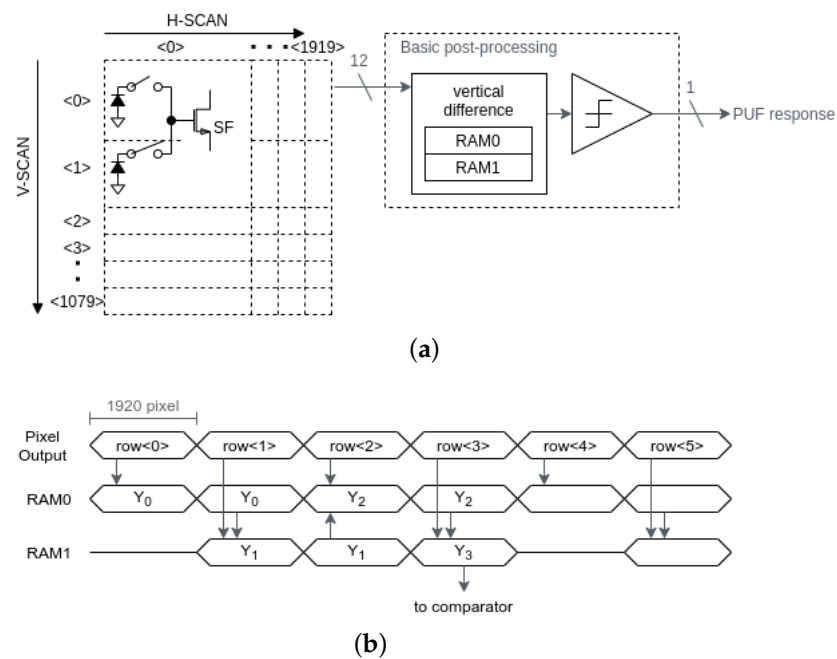 H-SCAN
<0> · · · <1919>
V-SCAN
<0>
<1>
<2>
<3>
<1079>
SF
12
Basic post-processing
vertical
difference
RAM0
RAM1
1
PUF response
(a)
1920 pixel
Pixel
Output
row<0> row<1> row<2> row<3> row<4> row<5>
RAM0 Y0 Y0 Y2 Y2
RAM1 Y1 Y1 Y3
to comparator
(b)